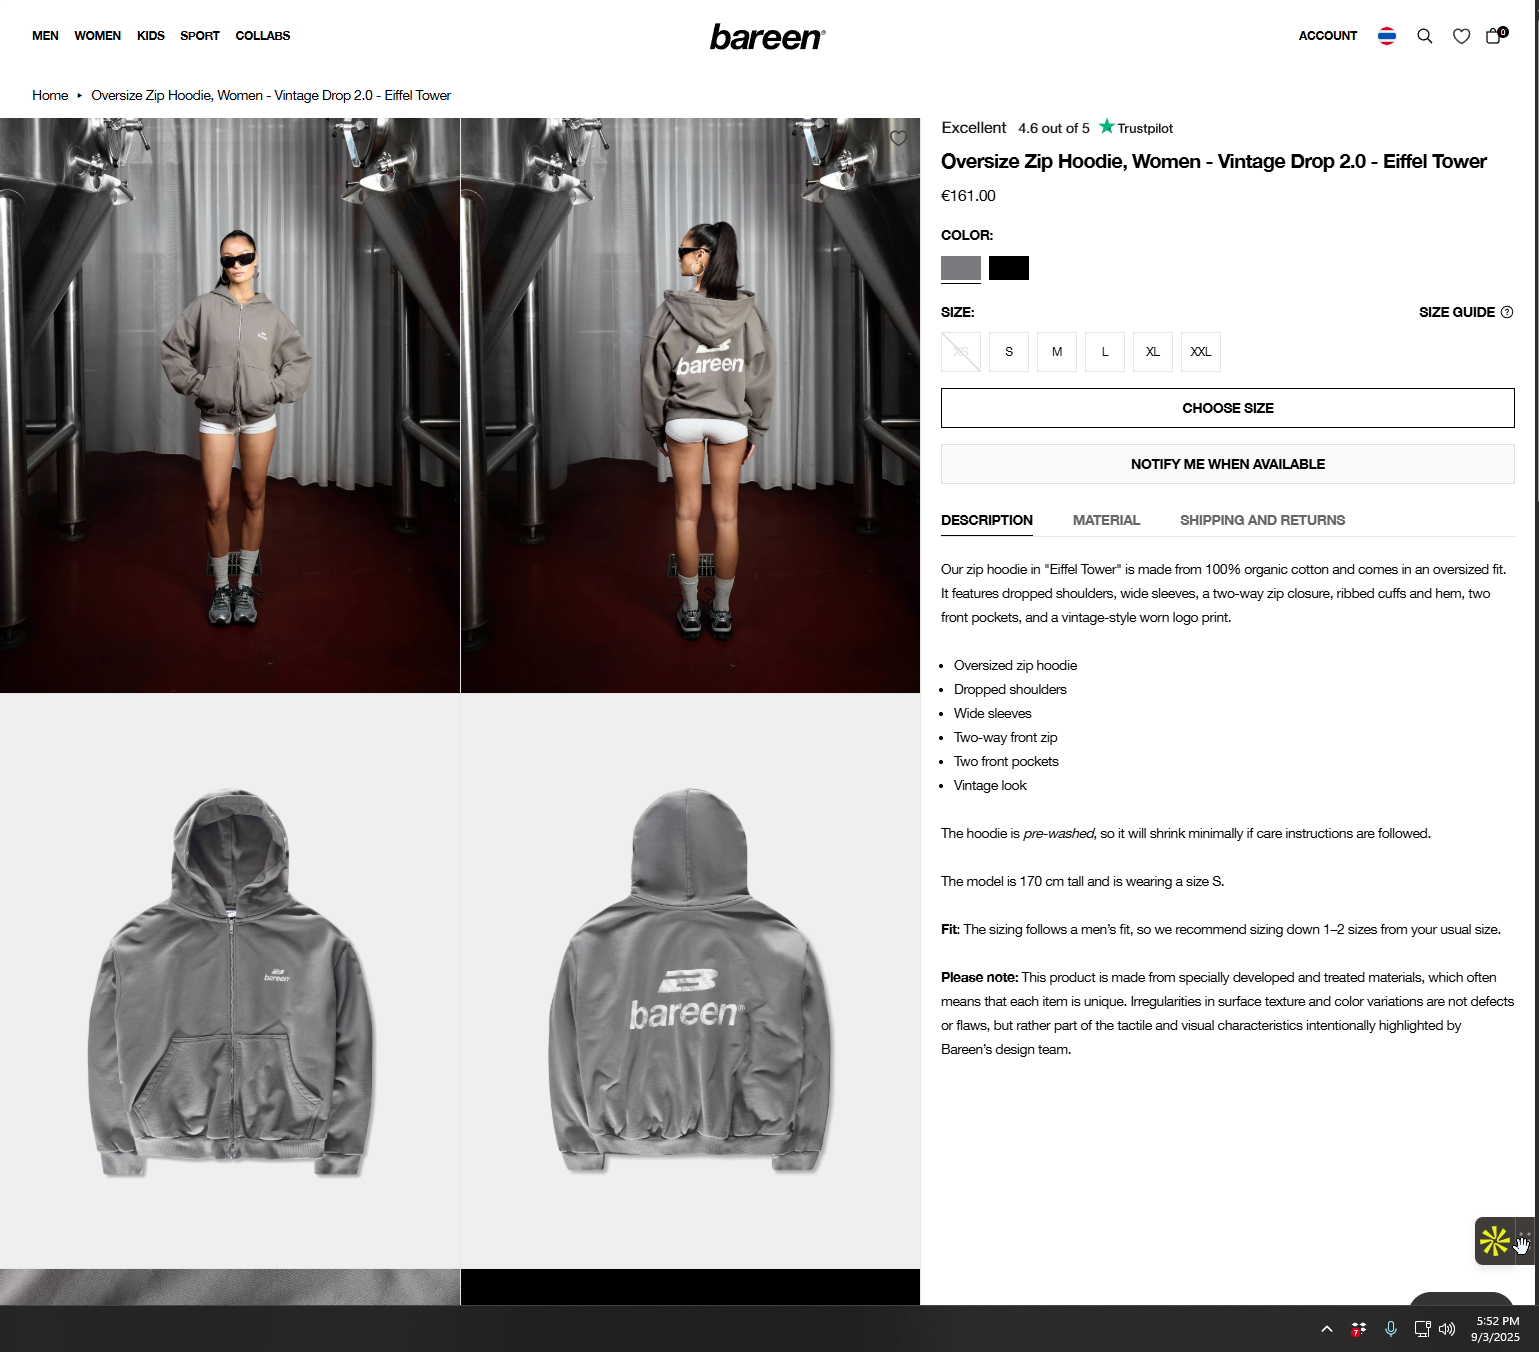 MEN WOMEN KIDS SPORT COLLABS
bareen®
ACCOUNT
0
Home ▸ Oversize Zip Hoodie, Women - Vintage Drop 2.0 - Eiffel Tower
bareen
bareen
bareen®
Excellent 4.6 out of 5 ★ Trustpilot
Oversize Zip Hoodie, Women - Vintage Drop 2.0 - Eiffel Tower
€161.00
COLOR:
SIZE:
SIZE GUIDE ?
XS S M L XL XXL
CHOOSE SIZE
NOTIFY ME WHEN AVAILABLE
DESCRIPTION MATERIAL SHIPPING AND RETURNS
Our zip hoodie in "Eiffel Tower" is made from 100% organic cotton and comes in an oversized fit.
It features dropped shoulders, wide sleeves, a two-way zip closure, ribbed cuffs and hem, two
front pockets, and a vintage-style worn logo print.
• Oversized zip hoodie
• Dropped shoulders
• Wide sleeves
• Two-way front zip
• Two front pockets
• Vintage look
The hoodie is pre-washed, so it will shrink minimally if care instructions are followed.
The model is 170 cm tall and is wearing a size S.
Fit: The sizing follows a men’s fit, so we recommend sizing down 1–2 sizes from your usual size.
Please note: This product is made from specially developed and treated materials, which often
means that each item is unique. Irregularities in surface texture and color variations are not defects
or flaws, but rather part of the tactile and visual characteristics intentionally highlighted by
Bareen’s design team.
7
5:52 PM
9/3/2025